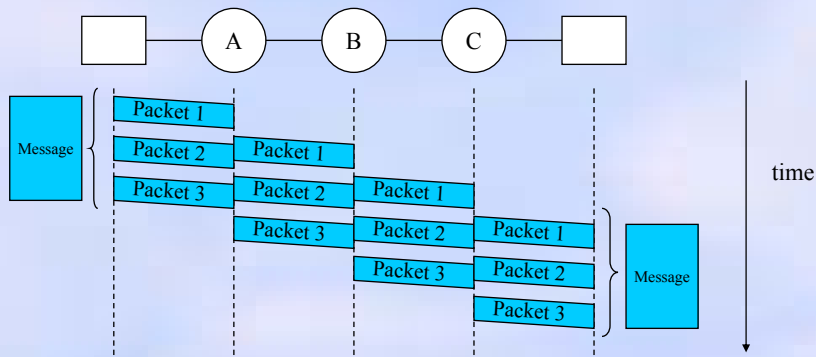 A B C
Packet 1
Packet 2 Packet 1
Message
Packet 3 Packet 2 Packet 1
time
Packet 3 Packet 2 Packet 1
Packet 3 Packet 2
Message
Packet 3